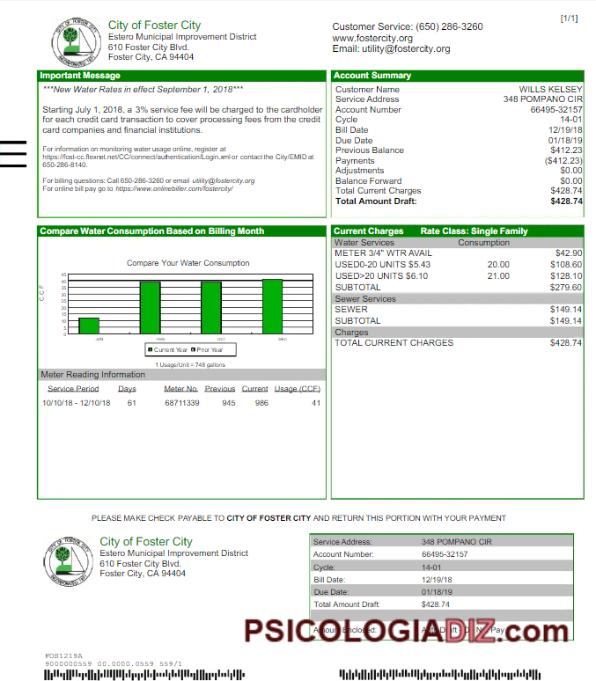 [1/1]
City of Foster City
Estero Municipal Improvement District
610 Foster City Blvd.
Foster City, CA 94404
Customer Service: (650) 286-3260
www.fostercity.org
Email: utility@fostercity.org
Important Message
***New Water Rates in effect September 1, 2018***
Starting July 1, 2018, a 3% service fee will be charged to the cardholder
for each credit card transaction to cover processing fees from the credit
card companies and financial institutions.
For information on monitoring water usage online, register at
https://fost-cc.flexnet.net/CC/connect/authentication/Login.xml or contact the City/EMID at
650-286-8140.
For billing questions: Call 650-286-3260 or email utility@fostercity.org
For online bill pay go to https://www.onlinebiller.com/fostercity/
Account Summary
Customer Name WILLS KELSEY
Service Address 348 POMPANO CIR
Account Number 66495-32157
Cycle 14-01
Bill Date 12/19/18
Due Date 01/18/19
Previous Balance $412.23
Payments ($412.23)
Adjustments $0.00
Balance Forward $0.00
Total Current Charges $428.74
Total Amount Draft: $428.74
Compare Water Consumption Based on Billing Month
Compare Your Water Consumption
CCF
45
40
35
30
25
20
15
10
5
0
JUN AUG OCT DEC
Current Year Prior Year
1 Usage/Unit = 748 gallons
Meter Reading Information
Service Period Days Meter No. Previous Current Usage (CCF)
10/10/18 - 12/10/18 61 68711339 945 986 41
Current Charges Rate Class: Single Family
Water Services Consumption
METER 3/4" WTR AVAIL $42.90
USED0-20 UNITS $5.43 20.00 $108.60
USED>20 UNITS $6.10 21.00 $128.10
SUBTOTAL $279.60
Sewer Services
SEWER $149.14
SUBTOTAL $149.14
Charges
TOTAL CURRENT CHARGES $428.74
PLEASE MAKE CHECK PAYABLE TO CITY OF FOSTER CITY AND RETURN THIS PORTION WITH YOUR PAYMENT
City of Foster City
Estero Municipal Improvement District
610 Foster City Blvd.
Foster City, CA 94404
Service Address: 348 POMPANO CIR
Account Number: 66495-32157
Cycle: 14-01
Bill Date: 12/19/18
Due Date: 01/18/19
Total Amount Draft $428.74
Amount Enclosed: Pay
PSICOLOGIADIZ.com
FO81219A
9000000559 00.0000.0559 559/1